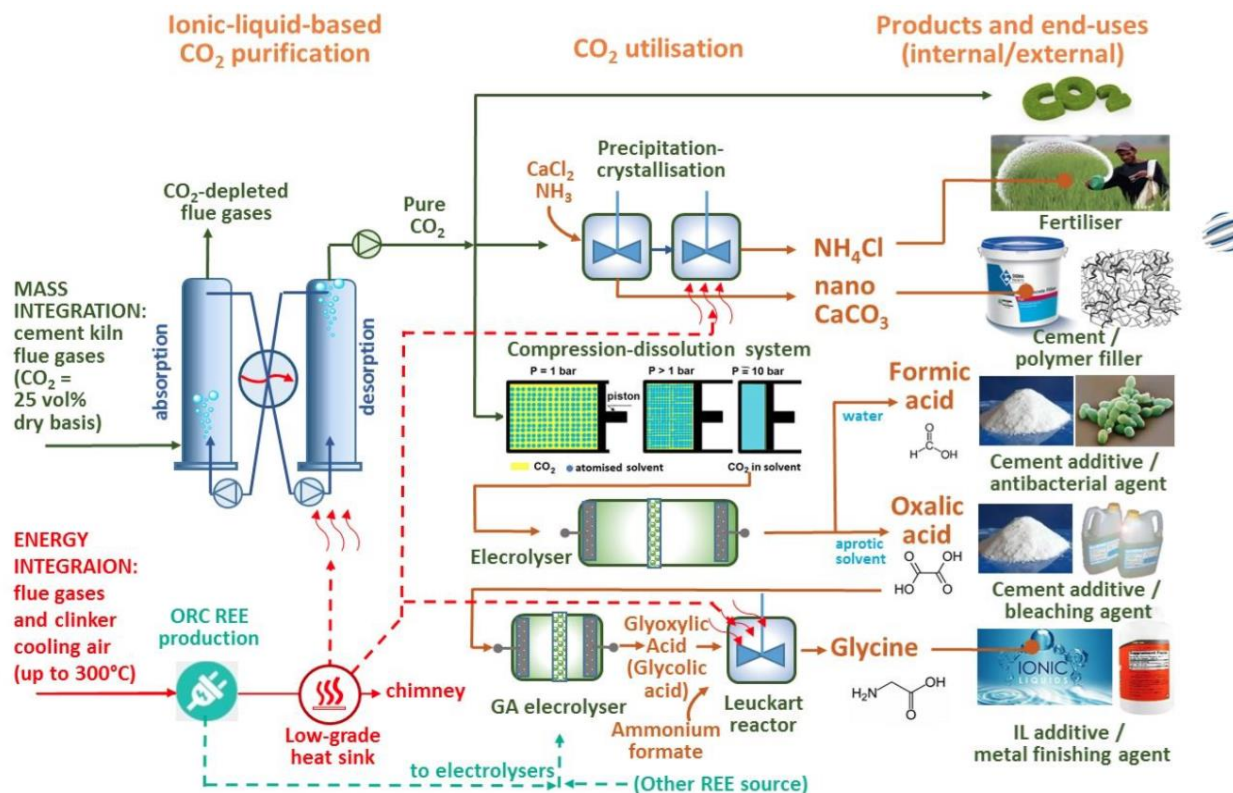 Ionic-liquid-based
CO₂ purification
CO₂ utilisation
Products and end-uses
(internal/external)
CO2
CO₂-depleted
flue gases
Pure
CO₂
CaCl₂
NH₃
Precipitation-
crystallisation
NH₄Cl
nano
CaCO₃
Fertiliser
Cement /
polymer filler
MASS
INTEGRATION:
cement kiln
flue gases
(CO₂ =
25 vol%
dry basis)
absorption
desorption
Compression-dissolution system
P = 1 bar
P > 1 bar
P ≅ 10 bar
piston
CO₂
atomised solvent
CO₂ in solvent
water
Formic
acid
H
O
OH
Cement additive /
antibacterial agent
Elecrolyser
aprotic
solvent
Oxalic
acid
O
OH
HO
O
Cement additive /
bleaching agent
ENERGY
INTEGRAION:
flue gases
and clinker
cooling air
(up to 300°C)
ORC REE
production
Low-grade
heat sink
chimney
GA elecrolyser
Glyoxylic
Acid
(Glycolic
acid)
Ammonium
formate
Leuckart
reactor
Glycine
H₂N
O
OH
IONIC
LIQUIDS
IL additive /
metal finishing agent
to electrolysers
(Other REE source)